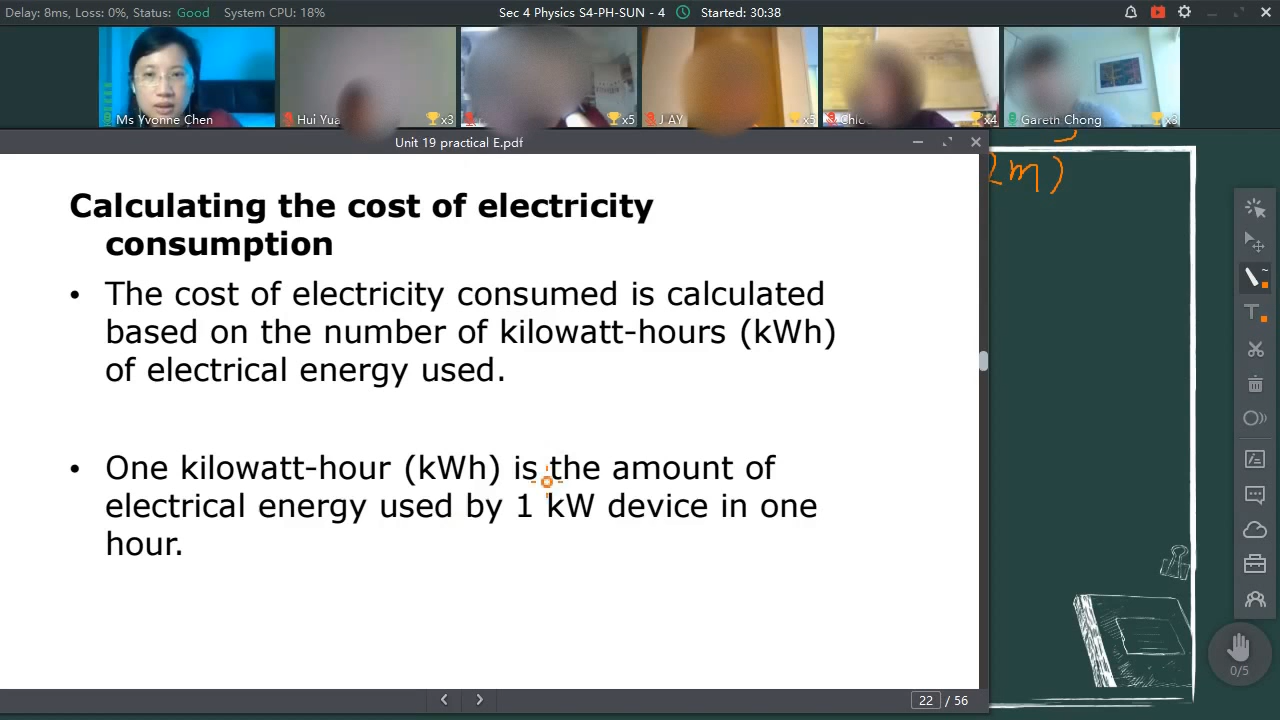 Delay: 8ms, Loss: 0%, Status: Good System CPU: 18%
Sec 4 Physics S4-PH-SUN - 4 Started: 30:38
Ms Yvonne Chen
Hui Yua
x3
x5
J AY
x5
Chlo
x4
Gareth Chong
x3
Unit 19 practical E.pdf
2m)
Calculating the cost of electricity
consumption
• The cost of electricity consumed is calculated
based on the number of kilowatt-hours (kWh)
of electrical energy used.
• One kilowatt-hour (kWh) is the amount of
electrical energy used by 1 kW device in one
hour.
22 / 56
0/5